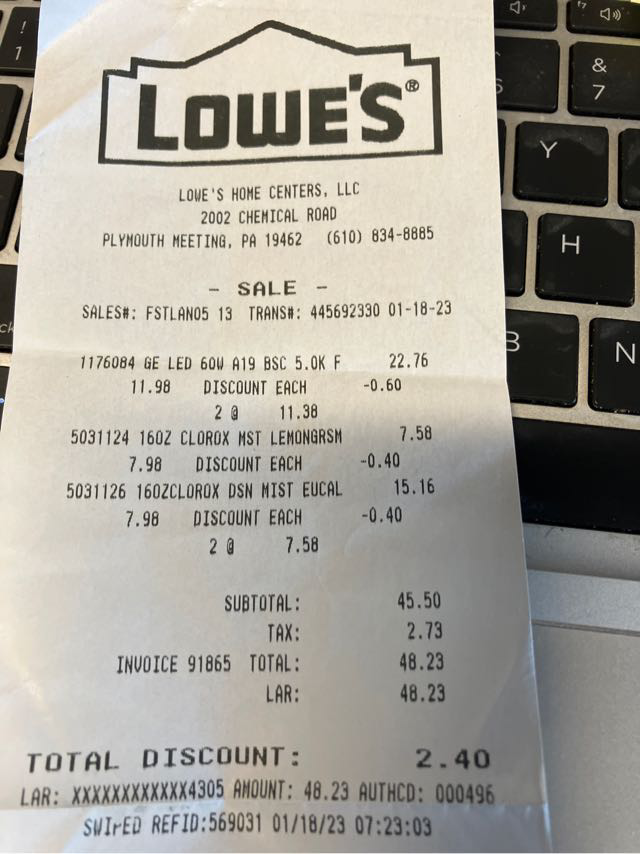 LOWE'S®
LOWE'S HOME CENTERS, LLC
2002 CHEMICAL ROAD
PLYMOUTH MEETING, PA 19462 (610) 834-8885
- SALE -
SALES#: FSTLAN05 13 TRANS#: 445692330 01-18-23
1176084 GE LED 60W A19 BSC 5.0K F 22.76
11.98 DISCOUNT EACH -0.60
2 @ 11.38
5031124 16OZ CLOROX MST LEMONGRSM 7.58
7.98 DISCOUNT EACH -0.40
5031126 16OZCLOROX DSN MIST EUCAL 15.16
7.98 DISCOUNT EACH -0.40
2 @ 7.58
SUBTOTAL: 45.50
TAX: 2.73
INVOICE 91865 TOTAL: 48.23
LAR: 48.23
TOTAL DISCOUNT: 2.40
LAR: XXXXXXXXXXXX4305 AMOUNT: 48.23 AUTHCD: 000496
SWIrED REFID:569031 01/18/23 07:23:03
!
1
f7
&
7
Y
H
B
N